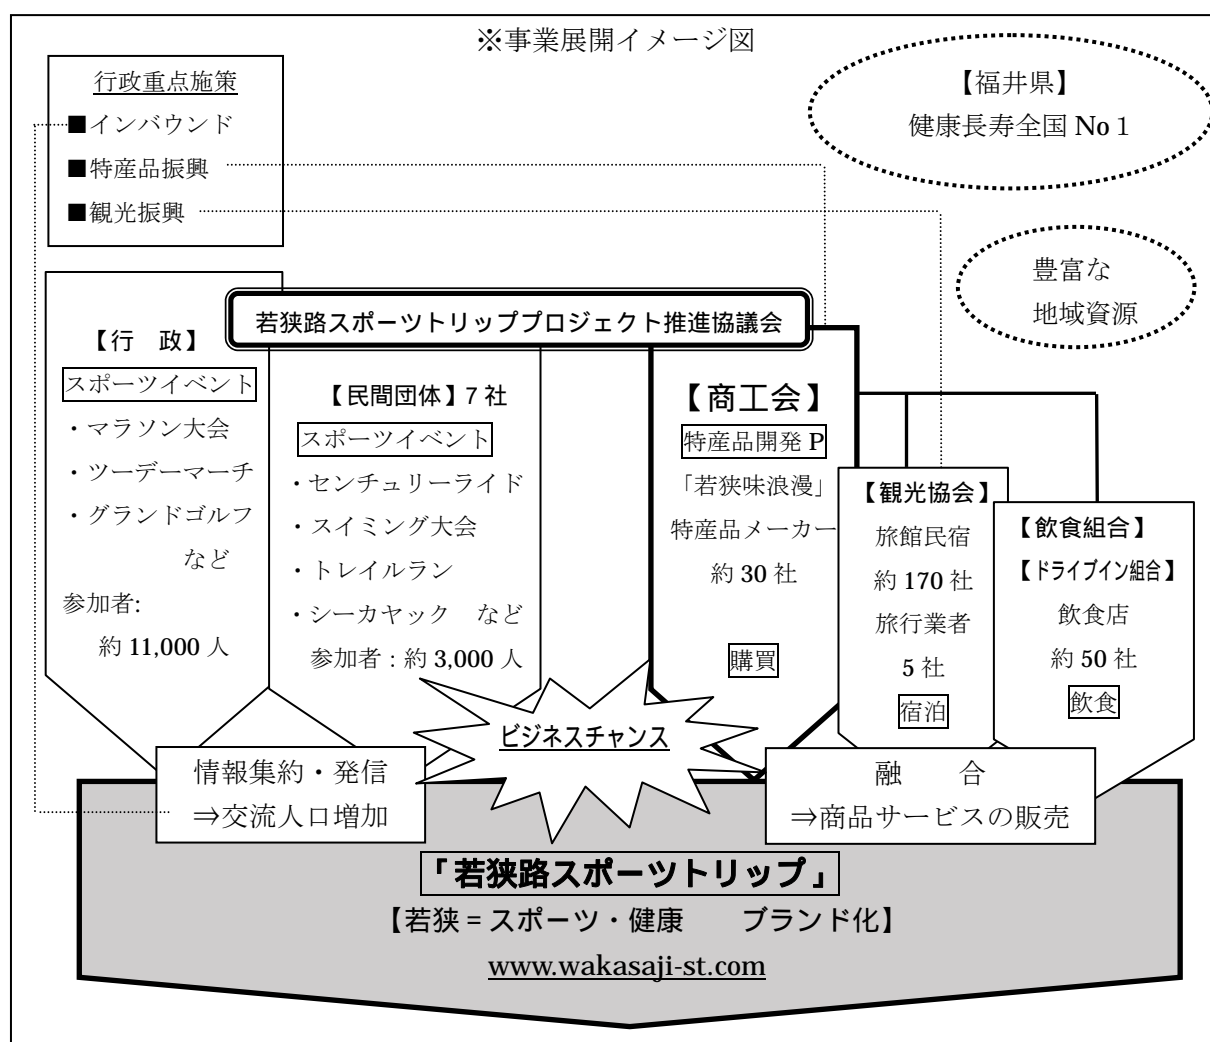 ※事業展開イメージ図
行政重点施策
■インバウンド
■特産品振興
■観光振興
【福井県】
健康長寿全国 No 1
豊富な
地域資源
若狭路スポーツトリッププロジェクト推進協議会
【行　政】
スポーツイベント
・マラソン大会
・ツーデーマーチ
・グランドゴルフ
など
参加者:
約 11,000 人
【民間団体】7 社
スポーツイベント
・センチュリーライド
・スイミング大会
・トレイルラン
・シーカヤック　など
参加者：約 3,000 人
【商工会】
特産品開発 P
「若狭味浪漫」
特産品メーカー
約 30 社
購買
【観光協会】
旅館民宿
約 170 社
旅行業者
5 社
宿泊
【飲食組合】
【ドライブイン組合】
飲食店
約 50 社
飲食
ビジネスチャンス
情報集約・発信
⇒交流人口増加
融　合
⇒商品サービスの販売
「若狭路スポーツトリップ」
【若狭＝スポーツ・健康　ブランド化】
www.wakasaji-st.com